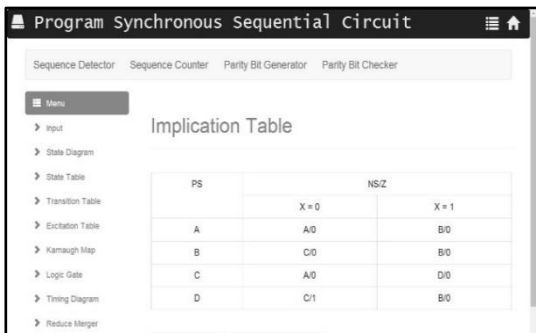 Program Synchronous Sequential Circuit
Sequence Detector Sequence Counter Parity Bit Generator Parity Bit Checker
Menu
Input
State Diagram
State Table
Transition Table
Excitation Table
Karnaugh Map
Logic Gate
Timing Diagram
Reduce Merger
Implication Table
PS NS/Z
X = 0 X = 1
A A/0 B/0
B C/0 B/0
C A/0 D/0
D C/1 B/0